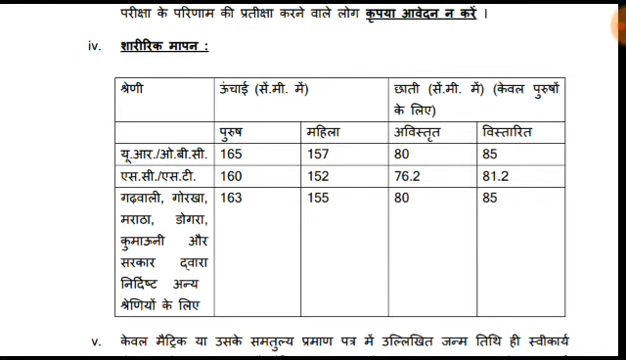 परीक्षा के परिणाम की प्रतीक्षा करने वाले लोग कृपया आवेदन न करें ।
iv. शारीरिक मापन :
श्रेणी ऊंचाई (सें.मी. में) छाती (सें.मी. में) (केवल पुरुषों
के लिए)
पुरुष महिला अविस्तृत विस्तारित
यू.आर./ओ.बी.सी. 165 157 80 85
एस.सी./एस.टी. 160 152 76.2 81.2
गढ़वाली, गोरखा, 163 155 80 85
मराठा, डोगरा,
कुमाऊनी और
सरकार द्वारा
निर्दिष्ट अन्य
श्रेणियों के लिए
v. केवल मैट्रिक या उसके समतुल्य प्रमाण पत्र में उल्लिखित जन्म तिथि ही स्वीकार्य